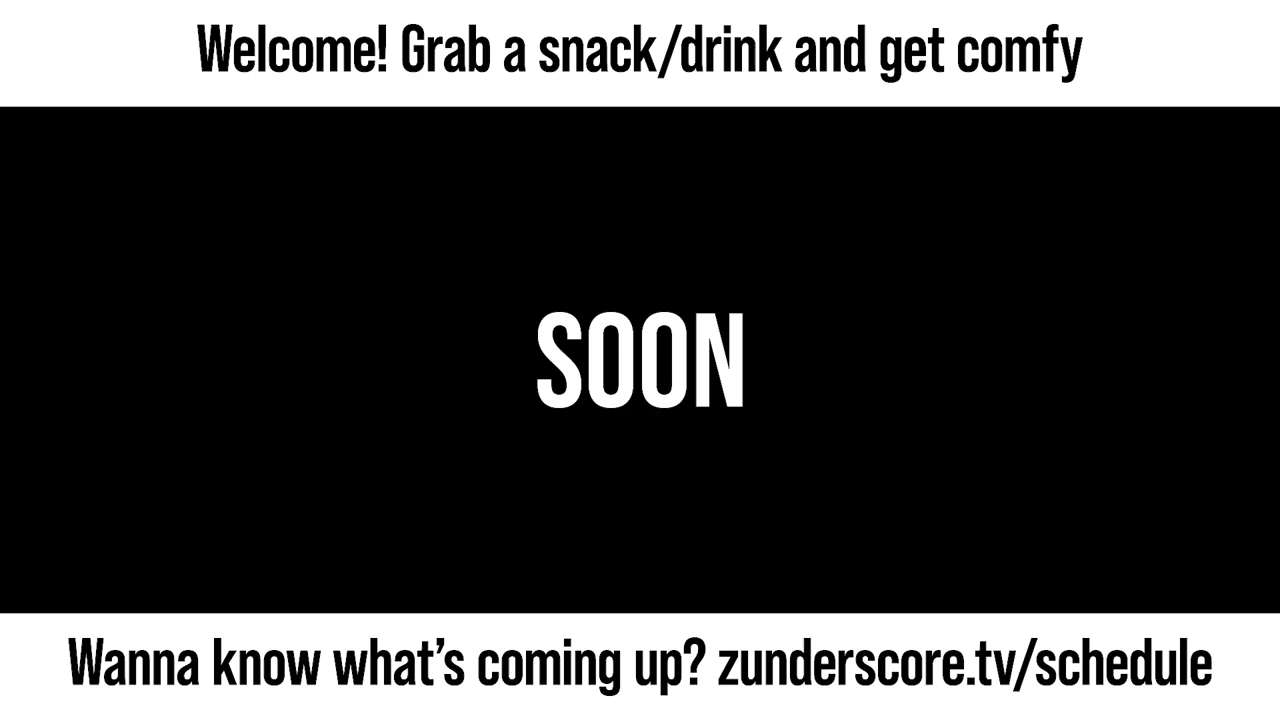 Welcome! Grab a snack/drink and get comfy
SOON
Wanna know what’s coming up? zunderscore.tv/schedule